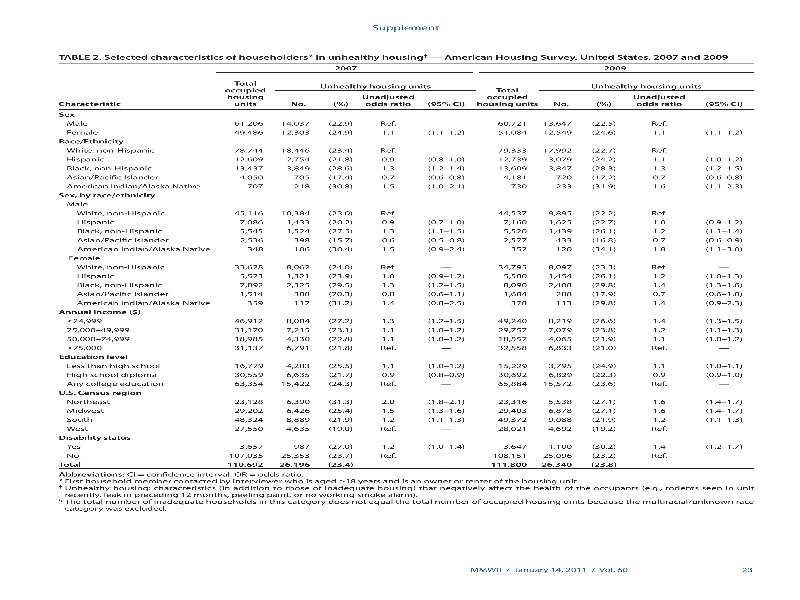 Supplement
TABLE 2. Selected characteristics of householders* in unhealthy housing† — American Housing Survey, United States, 2007 and 2009
2007 2009
Total occupied housing units Unhealthy housing units Total occupied housing units Unhealthy housing units
Characteristic No. (%) Unadjusted odds ratio (95% CI) No. (%) Unadjusted odds ratio (95% CI)
Sex
Male 61,206 14,037 (22.9) Ref. 60,721 13,647 (22.5) Ref.
Female 49,486 12,303 (24.9) 1.1 (1.1–1.2) 51,084 12,549 (24.6) 1.1 (1.1–1.2)
Race/Ethnicity
White, non-Hispanic 78,744 18,446 (23.4) Ref. 79,333 17,992 (22.7) Ref.
Hispanic 12,609 2,754 (21.8) 0.9 (0.8–1.0) 12,739 3,079 (24.2) 1.1 (1.0–1.2)
Black, non-Hispanic 13,437 3,849 (28.6) 1.3 (1.2–1.4) 13,609 3,847 (28.3) 1.3 (1.2–1.5)
Asian/Pacific Islander 4,050 705 (17.4) 0.7 (0.6–0.8) 4,181 720 (17.2) 0.7 (0.6–0.8)
American Indian/Alaska Native 707 218 (30.8) 1.5 (1.0–2.1) 730 233 (31.9) 1.6 (1.1–2.3)
Sex, by race/ethnicity
Male
White, non-Hispanic 45,116 10,384 (23.0) Ref. 44,537 9,895 (22.2) Ref.
Hispanic 7,086 1,433 (20.2) 0.9 (0.7–1.0) 7,160 1,625 (22.7) 1.0 (0.9–1.2)
Black, non-Hispanic 5,545 1,524 (27.5) 1.3 (1.1–1.5) 5,520 1,439 (26.1) 1.2 (1.1–1.4)
Asian/Pacific Islander 2,536 398 (15.7) 0.6 (0.5–0.8) 2,577 433 (16.8) 0.7 (0.6–0.9)
American Indian/Alaska Native 348 106 (30.4) 1.5 (0.9–2.4) 352 120 (34.1) 1.8 (1.1–3.0)
Female
White, non-Hispanic 33,628 8,062 (24.0) Ref. — 34,795 8,097 (23.3) Ref. —
Hispanic 5,523 1,321 (23.9) 1.0 (0.9–1.2) 5,580 1,454 (26.1) 1.2 (1.0–1.3)
Black, non-Hispanic 7,892 2,325 (29.5) 1.3 (1.2–1.5) 8,090 2,408 (29.8) 1.4 (1.3–1.6)
Asian/Pacific Islander 1,514 308 (20.3) 0.8 (0.6–1.1) 1,604 288 (17.9) 0.7 (0.6–1.0)
American Indian/Alaska Native 359 112 (31.2) 1.4 (0.8–2.5) 378 113 (29.8) 1.4 (0.9–2.3)
Annual income ($)
<24,999 46,912 (27.2) 1.3 (1.2–1.5) 49,240 8,219 (26.6) 1.4 (1.3–1.5)
25,000–49,999 31,170 7,215 (23.1) 1.1 (1.0–1.2) 29,757 7,079 (23.8) 1.2 (1.1–1.3)
50,000–74,999 18,985 4,330 (22.8) 1.1 (1.0–1.2) 18,557 4,065 (21.9) 1.1 (1.0–1.2)
>75,000 31,137 6,791 (21.8) Ref. — 32,558 6,833 (21.0) Ref. —
Education level
Less than high school 16,779 4,283 (25.5) 1.1 (1.0–1.2) 15,229 3,795 (24.9) 1.1 (1.0–1.1)
High school diploma 30,559 6,635 (21.7) 0.9 (0.8–0.9) 30,692 6,829 (22.3) 0.9 (0.9–1.0)
Any college education 63,354 15,422 (24.3) Ref. — 65,884 15,572 (23.6) Ref. —
U.S. Census region
Northeast 23,128 6,390 (31.3) 2.0 (1.8–2.1) 23,316 5,538 (27.1) 1.6 (1.4–1.7)
Midwest 29,202 6,426 (25.4) 1.5 (1.3–1.6) 29,403 6,878 (27.1) 1.6 (1.4–1.7)
South 48,324 8,889 (21.9) 1.2 (1.1–1.3) 49,372 9,088 (21.9) 1.2 (1.1–1.3)
West 27,550 4,635 (19.0) Ref. — 28,021 4,692 (19.2) Ref. —
Disability status
Yes 3,657 987 (27.0) 1.2 (1.0–1.4) 3,647 1,100 (30.2) 1.4 (1.2–1.7)
No 107,035 25,353 (23.7) Ref. — 108,151 25,096 (23.2) Ref. —
Total 110,692 26,196 (23.4) 111,800 26,340 (23.8)
Abbreviations: CI = confidence interval; OR = odds ratio.
* First household member contacted by interviewer who is aged ≥18 years and is an owner or renter of the housing unit.
† Unhealthy housing: characteristics (in addition to those of inadequate housing) that negatively affect the health of the occupants (e.g., rodents seen in unit recently, leak in preceding 12 months, peeling paint, or no working smoke alarm).
The total number of inadequate households in this category does not equal the total number of occupied housing units because the multiracial/unknown race category was excluded.
MMWR / January 14, 2011 / Vol. 60 23